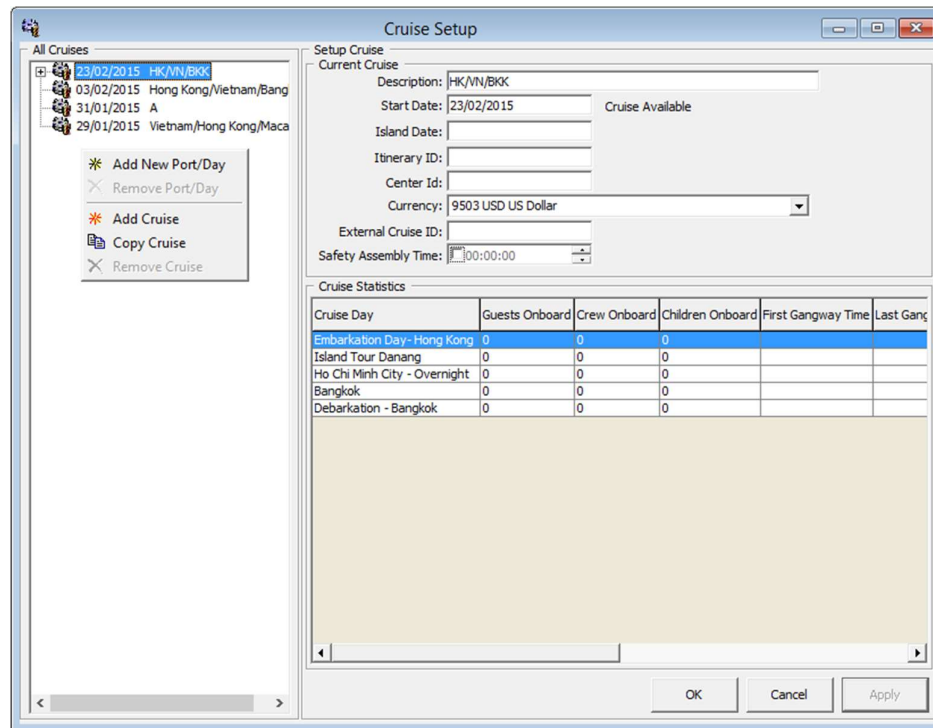 Cruise Setup
All Cruises
23/02/2015 HK/VN/BKK
03/02/2015 Hong Kong/Vietnam/Bang
31/01/2015 A
29/01/2015 Vietnam/Hong Kong/Maca
Add New Port/Day
Remove Port/Day
Add Cruise
Copy Cruise
Remove Cruise
Setup Cruise
Current Cruise
Description: HK/VN/BKK
Start Date: 23/02/2015 Cruise Available
Island Date:
Itinerary ID:
Center Id:
Currency: 9503 USD US Dollar
External Cruise ID:
Safety Assembly Time: 00:00:00
Cruise Statistics
Cruise Day Guests Onboard Crew Onboard Children Onboard First Gangway Time Last Gang
Embarkation Day- Hong Kong 0 0 0
Island Tour Danang 0 0 0
Ho Chi Minh City - Overnight 0 0 0
Bangkok 0 0 0
Debarkation - Bangkok 0 0 0
OK Cancel Apply